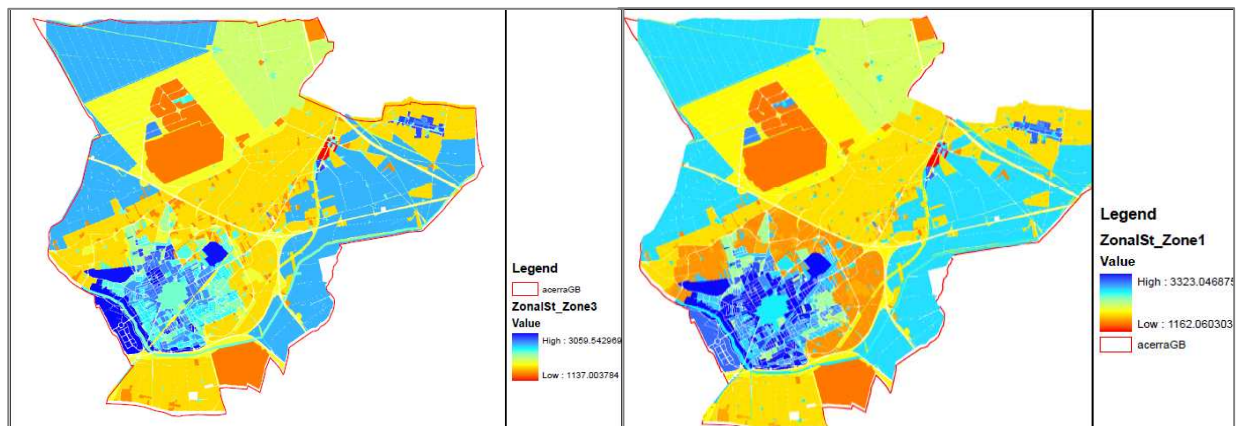 Legend
acerraGB
ZonalSt_Zone3
Value
High : 3059.542969
Low : 1137.003784
Legend
ZonalSt_Zone1
Value
High : 3323.046875
Low : 1162.060303
acerraGB